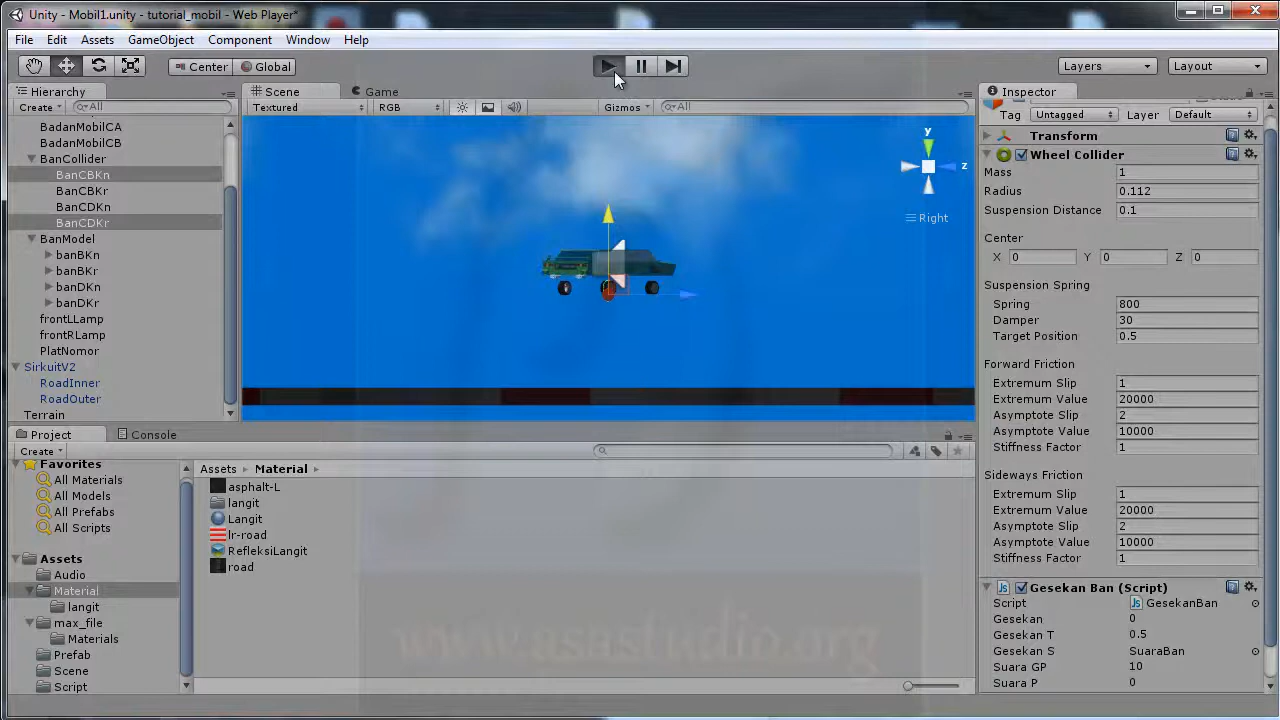 Unity - Mobil1.unity - tutorial_mobil - Web Player*
File Edit Assets GameObject Component Window Help
Center Global Layers Layout
Hierarchy
Create All
BadanMobilCA
BadanMobilCB
BanCollider
BanCBKn
BanCBKr
BanCDKn
BanCDKr
BanModel
banBKn
banBKr
banDKn
banDKr
frontLLamp
frontRLamp
PlatNomor
SirkuitV2
RoadInner
RoadOuter
Terrain
Scene Game
Textured RGB Gizmos All
y
z
Right
Inspector
Tag Untagged Layer Default
Transform
Wheel Collider
Mass 1
Radius 0.112
Suspension Distance 0.1
Center
X 0 Y 0 Z 0
Suspension Spring
Spring 800
Damper 30
Target Position 0.5
Forward Friction
Extremum Slip 1
Extremum Value 20000
Asymptote Slip 2
Asymptote Value 10000
Stiffness Factor 1
Sideways Friction
Extremum Slip 1
Extremum Value 20000
Asymptote Slip 2
Asymptote Value 10000
Stiffness Factor 1
Gesekan Ban (Script)
Script GesekanBan
Gesekan 0
Gesekan T 0.5
Gesekan S SuaraBan
Suara GP 10
Suara P 0
Project Console
Create
Favorites
All Materials
All Models
All Prefabs
All Scripts
Assets
Audio
Material
langit
max_file
Materials
Prefab
Scene
Script
Assets Material
asphalt-L
langit
Langit
lr-road
RefleksiLangit
road
www.asastudio.org